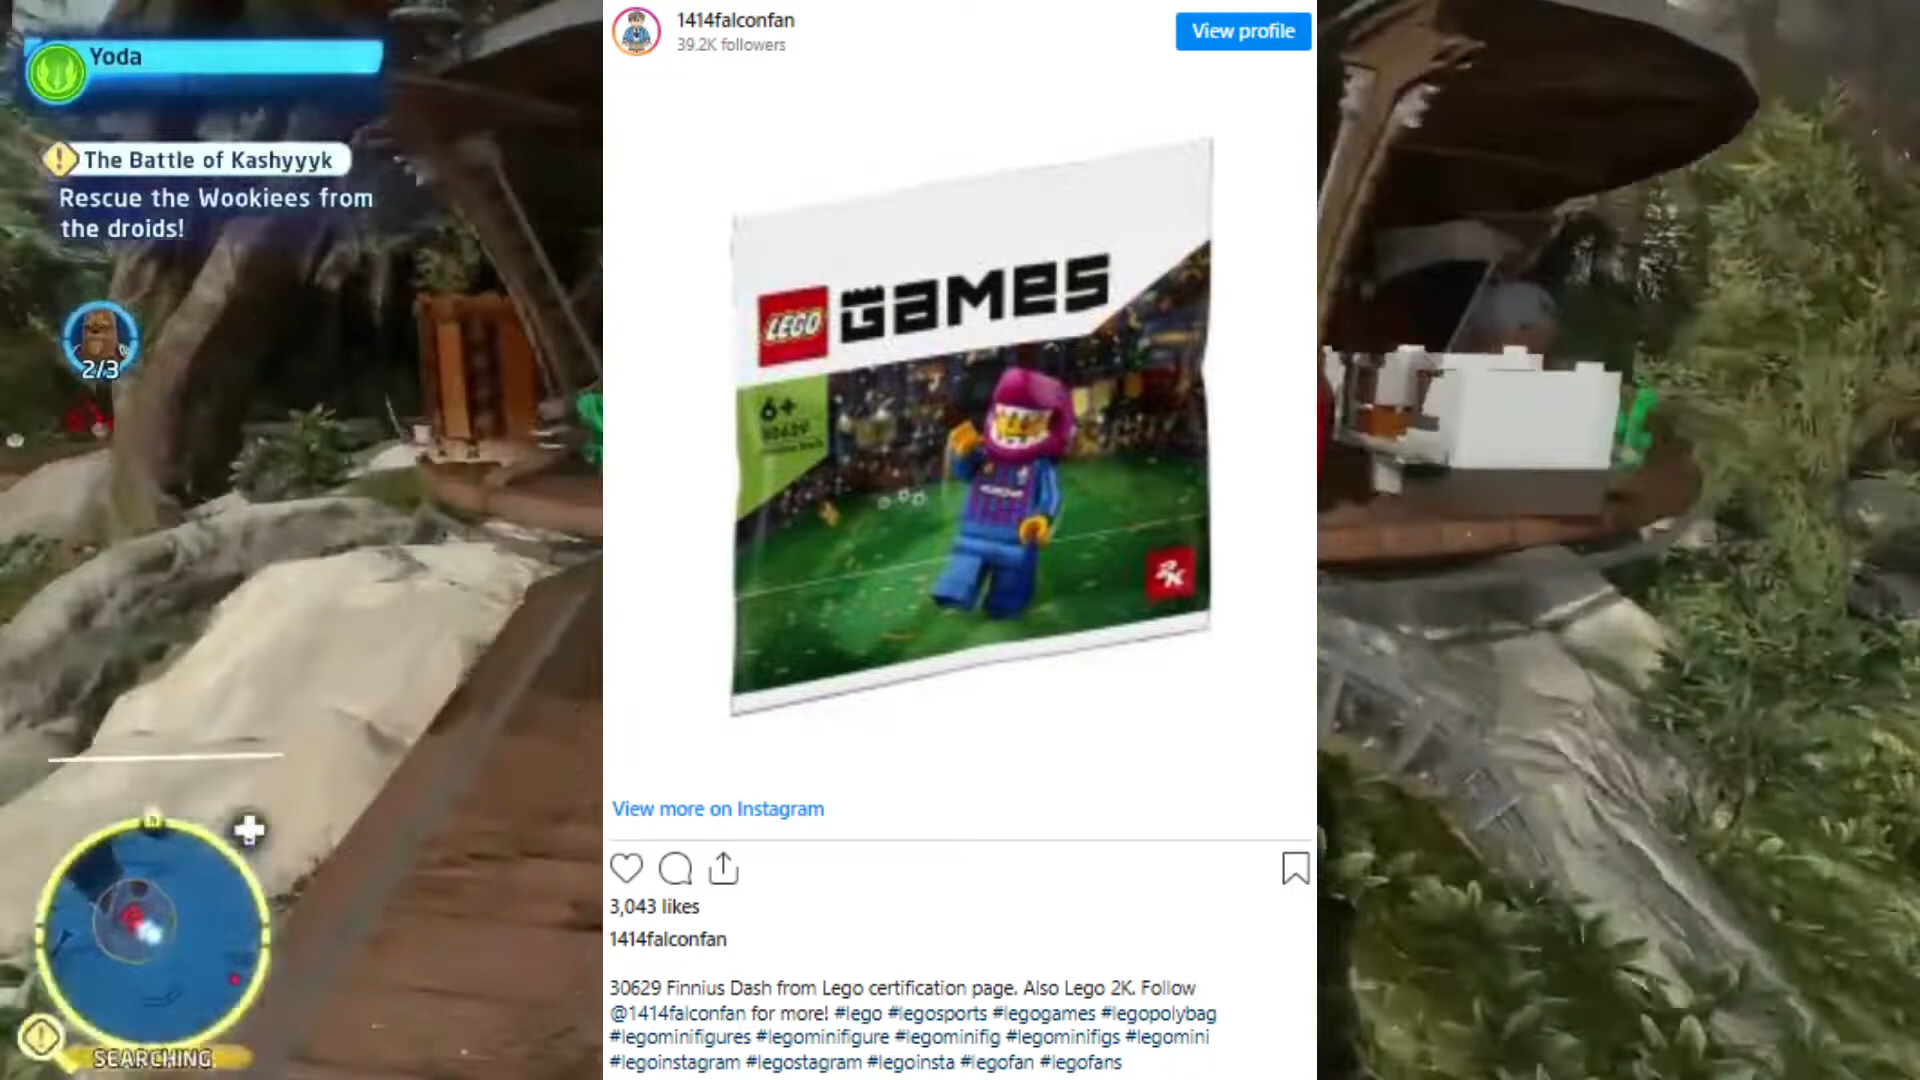 Yoda
The Battle of Kashyyyk
Rescue the Wookiees from
the droids!
2/3
SEARCHING
1414falconfan
39.2K followers
View profile
LEGO GAMES
6+
30629
2K
View more on Instagram
3,043 likes
1414falconfan
30629 Finnius Dash from Lego certification page. Also Lego 2K. Follow
@1414falconfan for more! #lego #legosports #legogames #legopolybag
#legominifigures #legominifigure #legominifig #legominifigs #legomini
#legoinstagram #legostagram #legoinsta #legofan #legofans